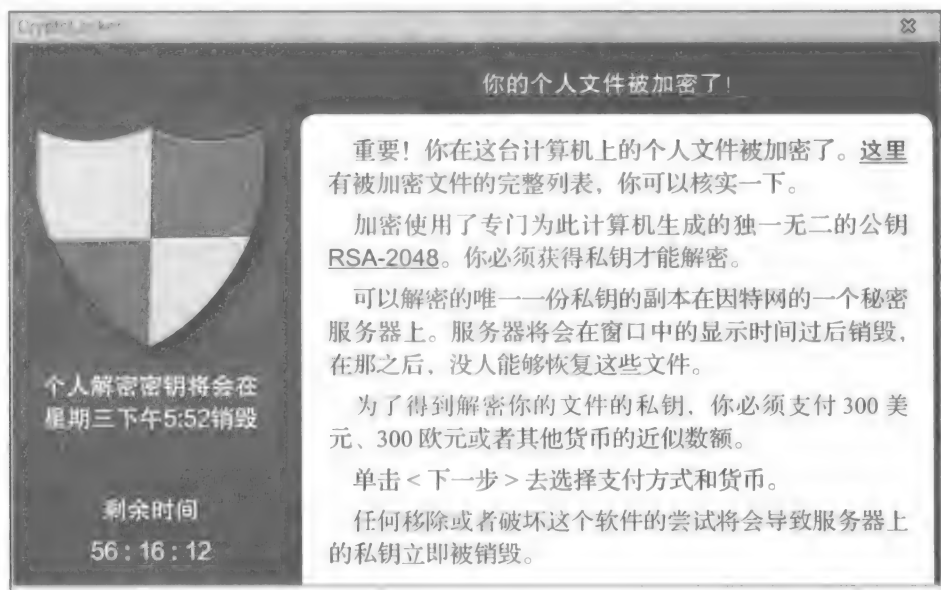 CryptoLocker
你的个人文件被加密了！
重要！你在这台计算机上的个人文件被加密了。这里
有被加密文件的完整列表，你可以核实一下。
加密使用了专门为此计算机生成的独一无二的公钥
RSA-2048。你必须获得私钥才能解密。
可以解密的唯一一份私钥的副本在因特网的一个秘密
服务器上。服务器将会在窗口中的显示时间过后销毁，
在那之后，没人能够恢复这些文件。
为了得到解密你的文件的私钥，你必须支付 300 美
元、300 欧元或者其他货币的近似数额。
单击 < 下一步 > 去选择支付方式和货币。
任何移除或者破坏这个软件的尝试将会导致服务器上
的私钥立即被销毁。
个人解密密钥将会在
星期三下午5:52销毁
剩余时间
56 : 16 : 12